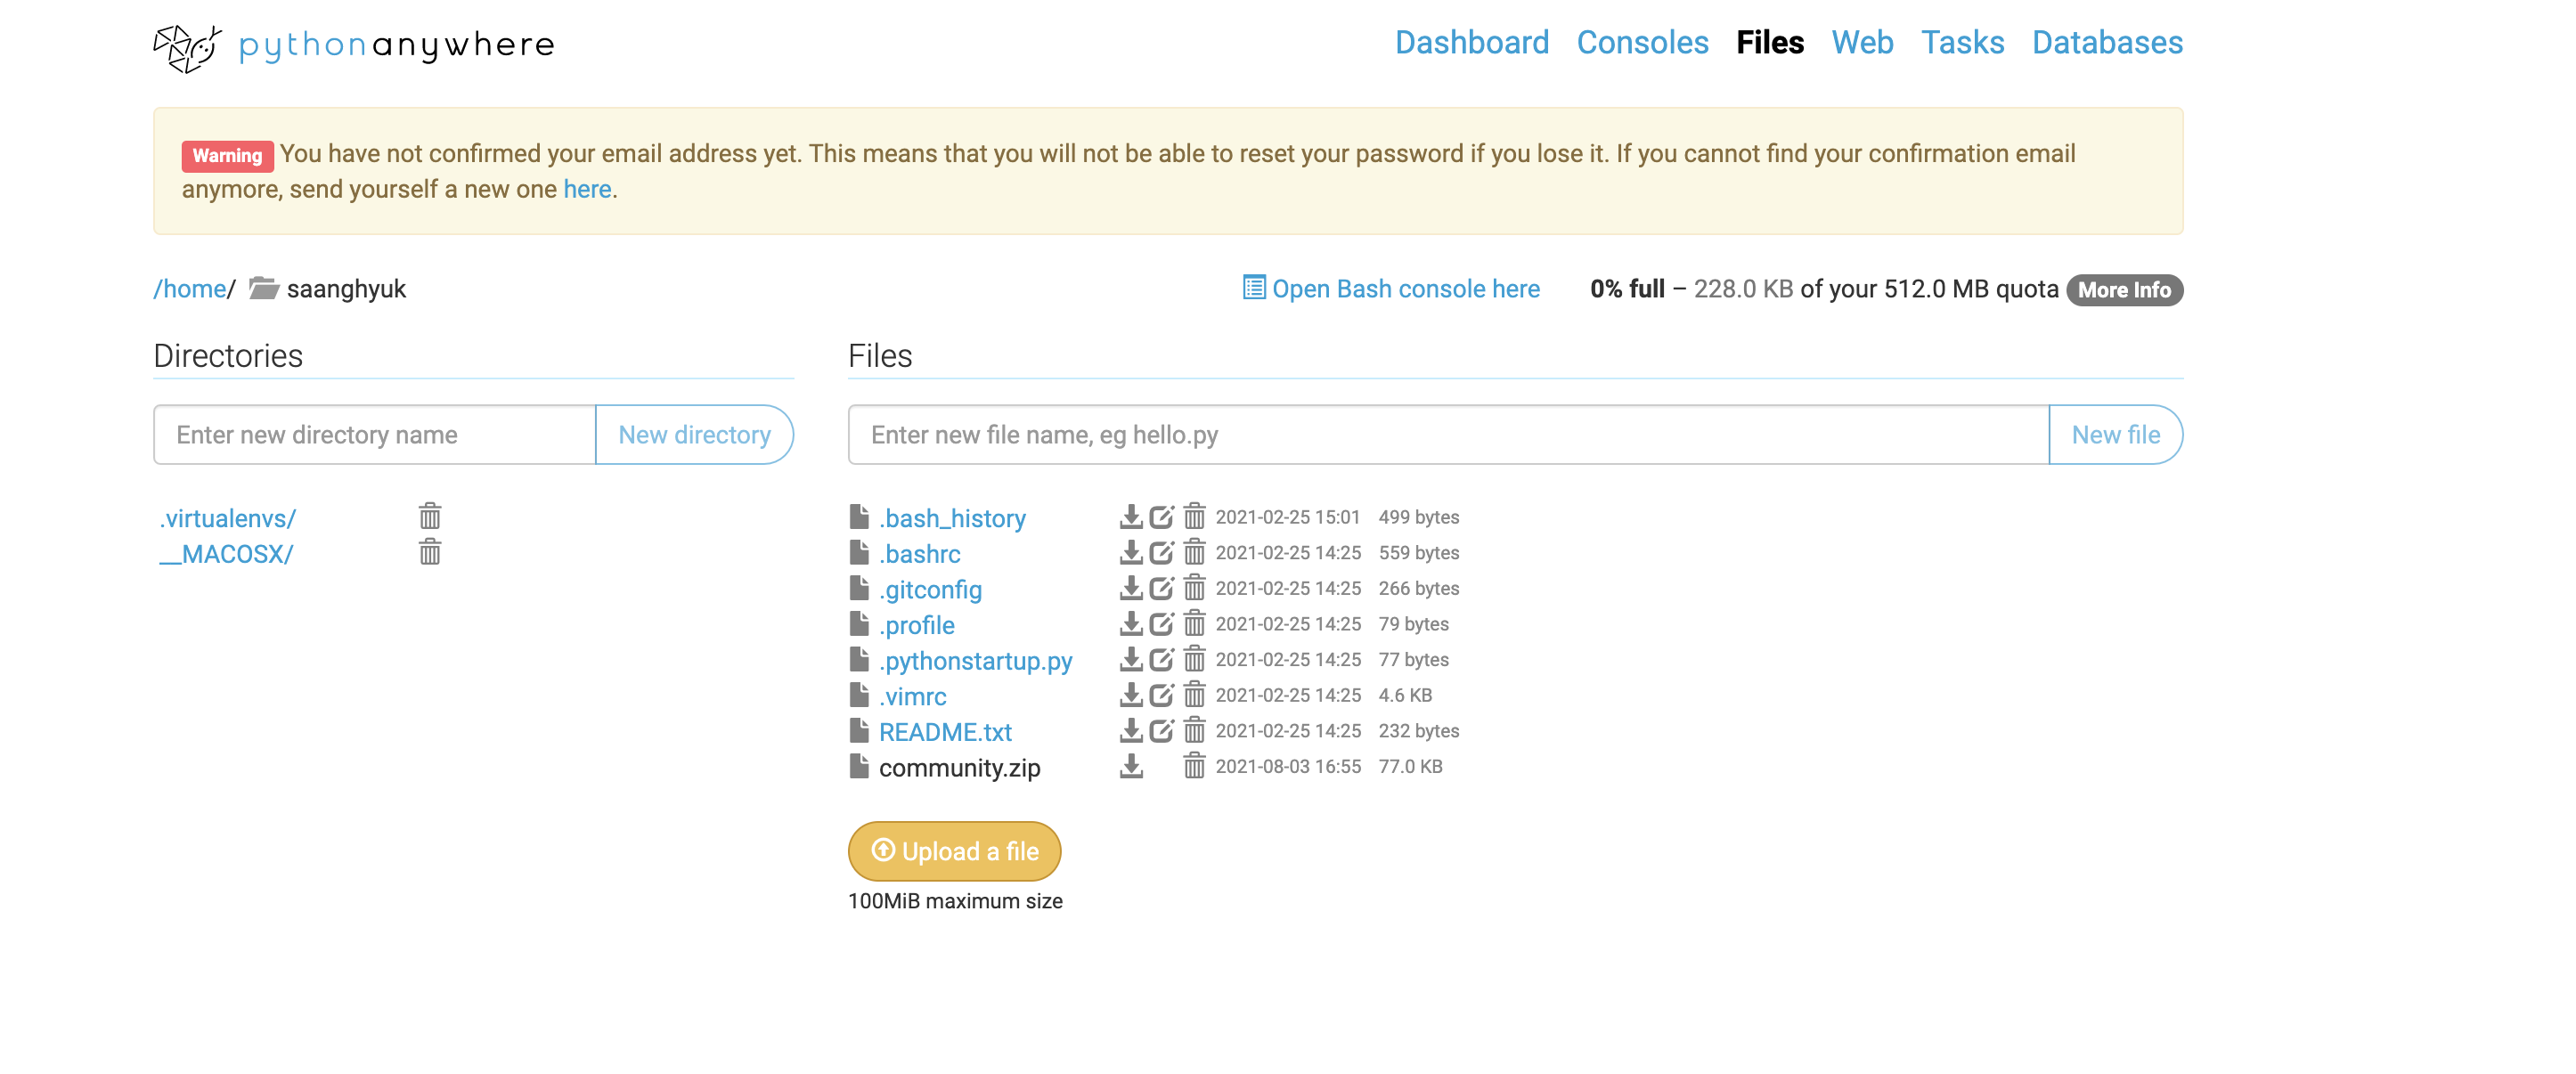 pythonanywhere
Dashboard Consoles Files Web Tasks Databases
Warning You have not confirmed your email address yet. This means that you will not be able to reset your password if you lose it. If you cannot find your confirmation email
anymore, send yourself a new one here.
/home/ saanghyuk
Open Bash console here 0% full – 228.0 KB of your 512.0 MB quota More Info
Directories
Enter new directory name New directory
.virtualenvs/
__MACOSX/
Files
Enter new file name, eg hello.py New file
.bash_history 2021-02-25 15:01 499 bytes
.bashrc 2021-02-25 14:25 559 bytes
.gitconfig 2021-02-25 14:25 266 bytes
.profile 2021-02-25 14:25 79 bytes
.pythonstartup.py 2021-02-25 14:25 77 bytes
.vimrc 2021-02-25 14:25 4.6 KB
README.txt 2021-02-25 14:25 232 bytes
community.zip 2021-08-03 16:55 77.0 KB
Upload a file
100MiB maximum size